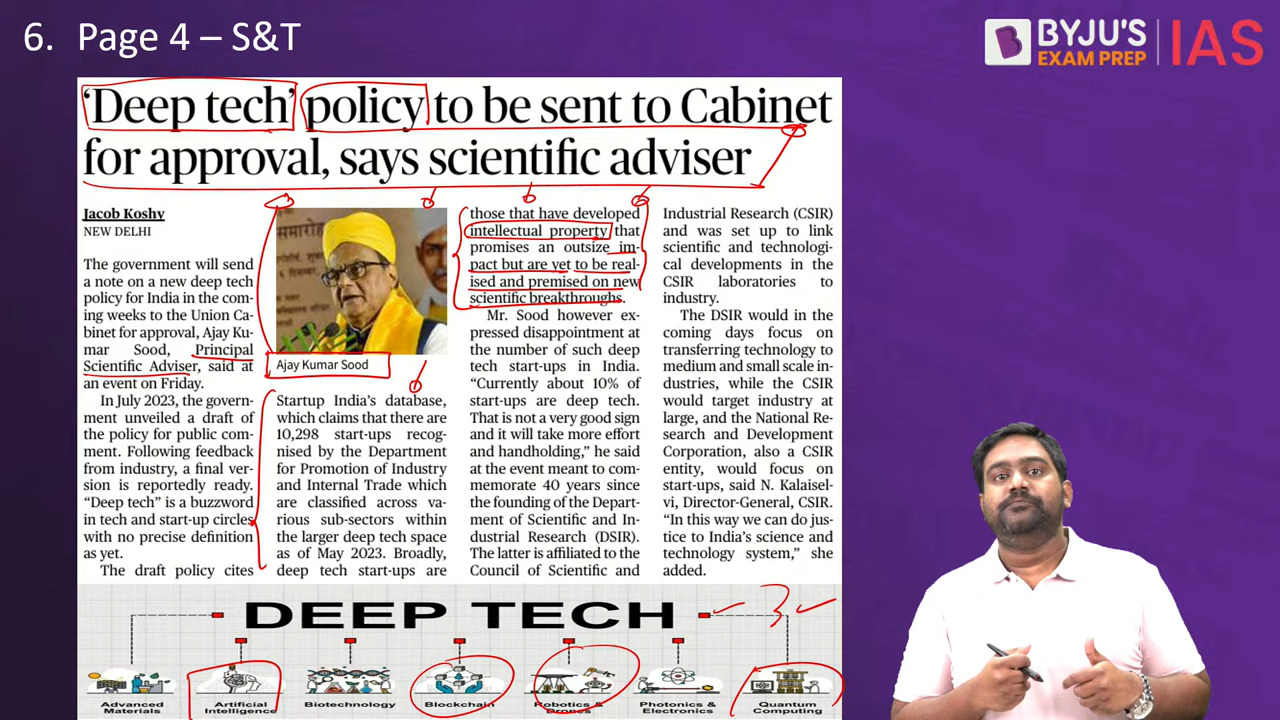 6. Page 4 – S&T
BYJU'S
EXAM PREP
IAS
'Deep tech' policy to be sent to Cabinet
for approval, says scientific adviser
Jacob Koshy
NEW DELHI
The government will send
a note on a new deep tech
policy for India in the com-
ing weeks to the Union Ca-
binet for approval, Ajay Ku-
mar Sood, Principal
Scientific Adviser, said at
an event on Friday.
In July 2023, the govern-
ment unveiled a draft of
the policy for public com-
ment. Following feedback
from industry, a final ver-
sion is reportedly ready.
"Deep tech" is a buzzword
in tech and start-up circles
with no precise definition
as yet.
The draft policy cites
समारोह
Ajay Kumar Sood
Startup India's database,
which claims that there are
10,298 start-ups recog-
nised by the Department
for Promotion of Industry
and Internal Trade which
are classified across va-
rious sub-sectors within
the larger deep tech space
as of May 2023. Broadly,
deep tech start-ups are
those that have developed
intellectual property that
promises an outsize im-
pact but are yet to be real-
ised and premised on new
scientific breakthroughs.
Mr. Sood however ex-
pressed disappointment at
the number of such deep
tech start-ups in India.
"Currently about 10% of
start-ups are deep tech.
That is not a very good sign
and it will take more effort
and handholding," he said
at the event meant to com-
memorate 40 years since
the founding of the Depart-
ment of Scientific and In-
dustrial Research (DSIR).
The latter is affiliated to the
Council of Scientific and
Industrial Research (CSIR)
and was set up to link
scientific and technologi-
cal developments in the
CSIR laboratories to
industry.
The DSIR would in the
coming days focus on
transferring technology to
medium and small scale in-
dustries, while the CSIR
would target industry at
large, and the National Re-
search and Development
Corporation, also a CSIR
entity, would focus on
start-ups, said N. Kalaisel-
vi, Director-General, CSIR.
"In this way we can do jus-
tice to India's science and
technology system," she
added.
DEEP TECH
Advanced
Materials
Artificial
Intelligence
Biotechnology
Blockchain
Robotics &
Drones
Photonics &
Electronics
Quantum
Computing